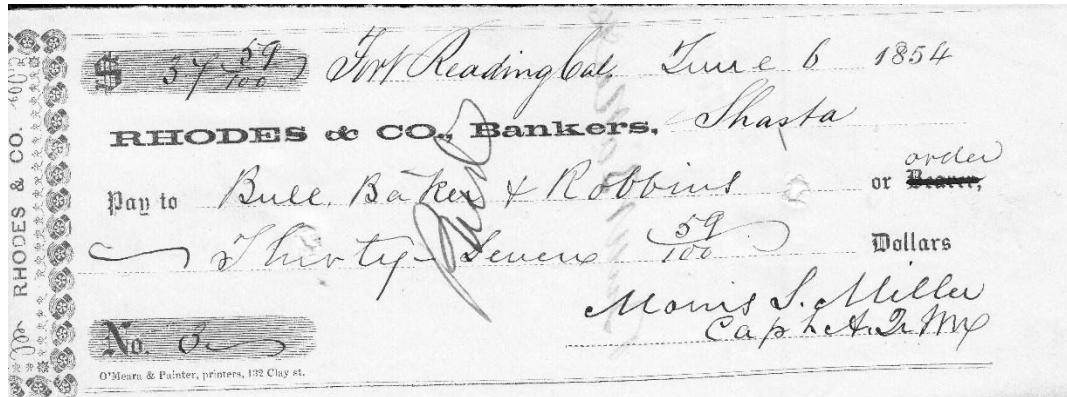 RHODES & CO.
$ 37 59/100 Fort Reading Cal. June 6 1854
RHODES & CO., Bankers, Shasta
order
Pay to Bull, Baker & Robbins or Bearer,
Thirty Seven 59/100 Dollars
Morris S. Miller
No. Capt. A. Q. M.
O'Meara & Painter, printers, 132 Clay st.